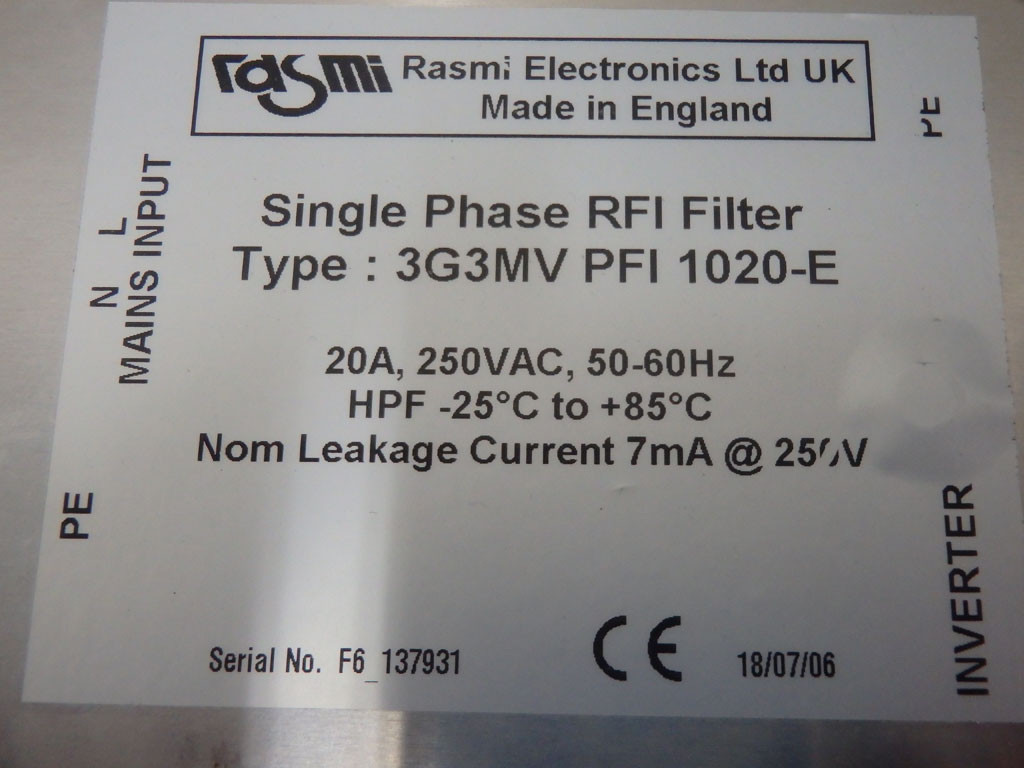 rasmi Rasmi Electronics Ltd UK
Made in England
PE
Single Phase RFI Filter
Type : 3G3MV PFI 1020-E
N L
MAINS INPUT
20A, 250VAC, 50-60Hz
HPF -25°C to +85°C
Nom Leakage Current 7mA @ 250V
PE
INVERTER
Serial No. F6_137931
CE
18/07/06